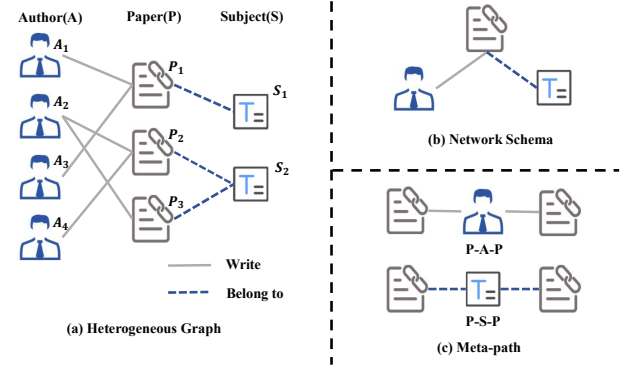 Author(A) Paper(P) Subject(S)
A1
P1
S1
A2
P2
S2
A3
P3
A4
Write
Belong to
(a) Heterogeneous Graph
T
(b) Network Schema
P-A-P
T
P-S-P
(c) Meta-path